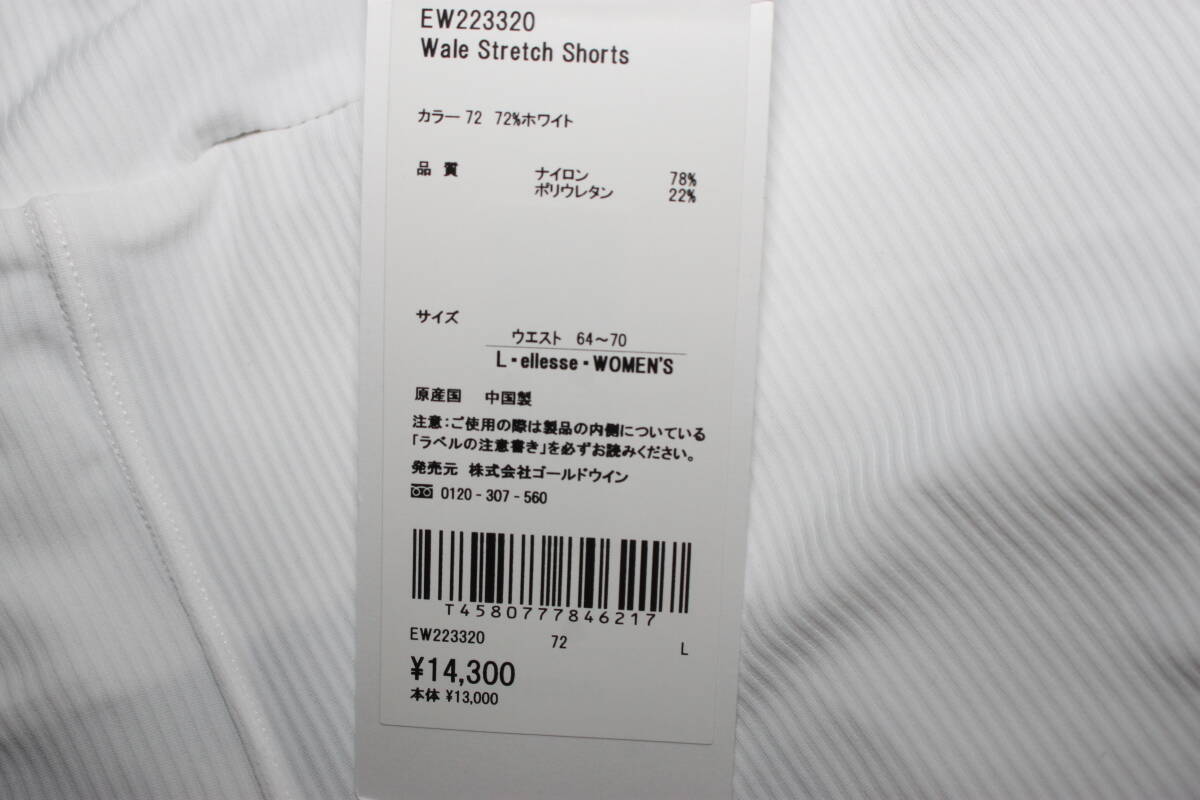 EW223320
Wale Stretch Shorts
カラー 72 72%ホワイト
品 質 ナイロン 78%
ポリウレタン 22%
サイズ
ウエスト 64～70
L・ellesse・WOMEN'S
原産国 中国製
注意：ご使用の際は製品の内側についている
「ラベルの注意書き」を必ずお読みください。
発売元 株式会社ゴールドウイン
0120 - 307 - 560
T4580777846217
EW223320 72 L
¥14,300
本体 ¥13,000